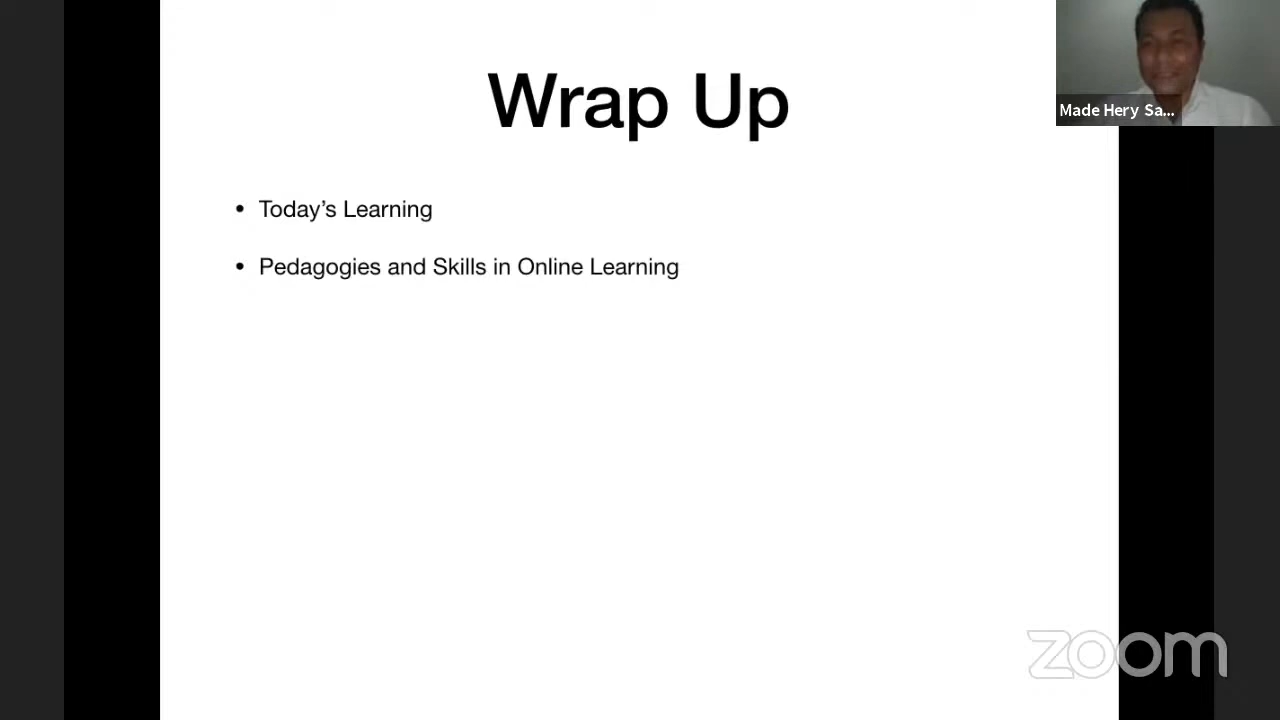 Wrap Up
Made Hery Sa...
• Today’s Learning
• Pedagogies and Skills in Online Learning
zoom